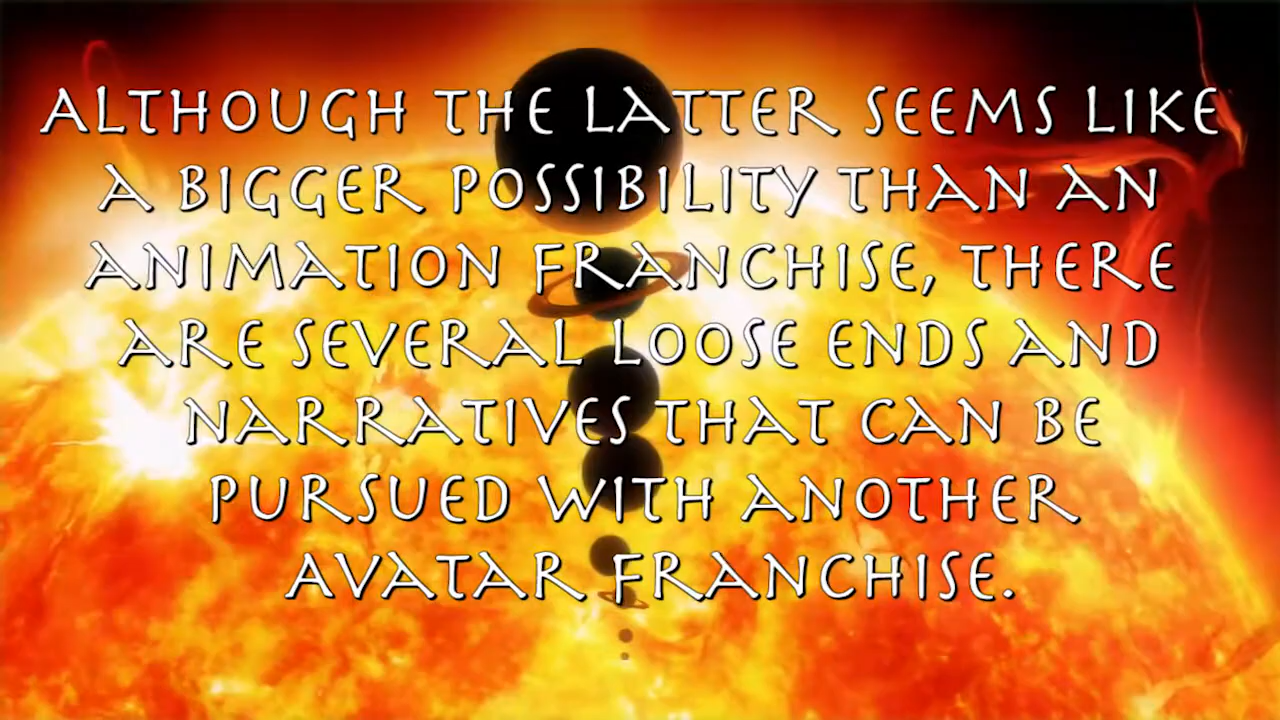 ALTHOUGH THE LATTER SEEMS LIKE
A BIGGER POSSIBILITY THAN AN
ANIMATION FRANCHISE, THERE
ARE SEVERAL LOOSE ENDS AND
NARRATIVES THAT CAN BE
PURSUED WITH ANOTHER
AVATAR FRANCHISE.